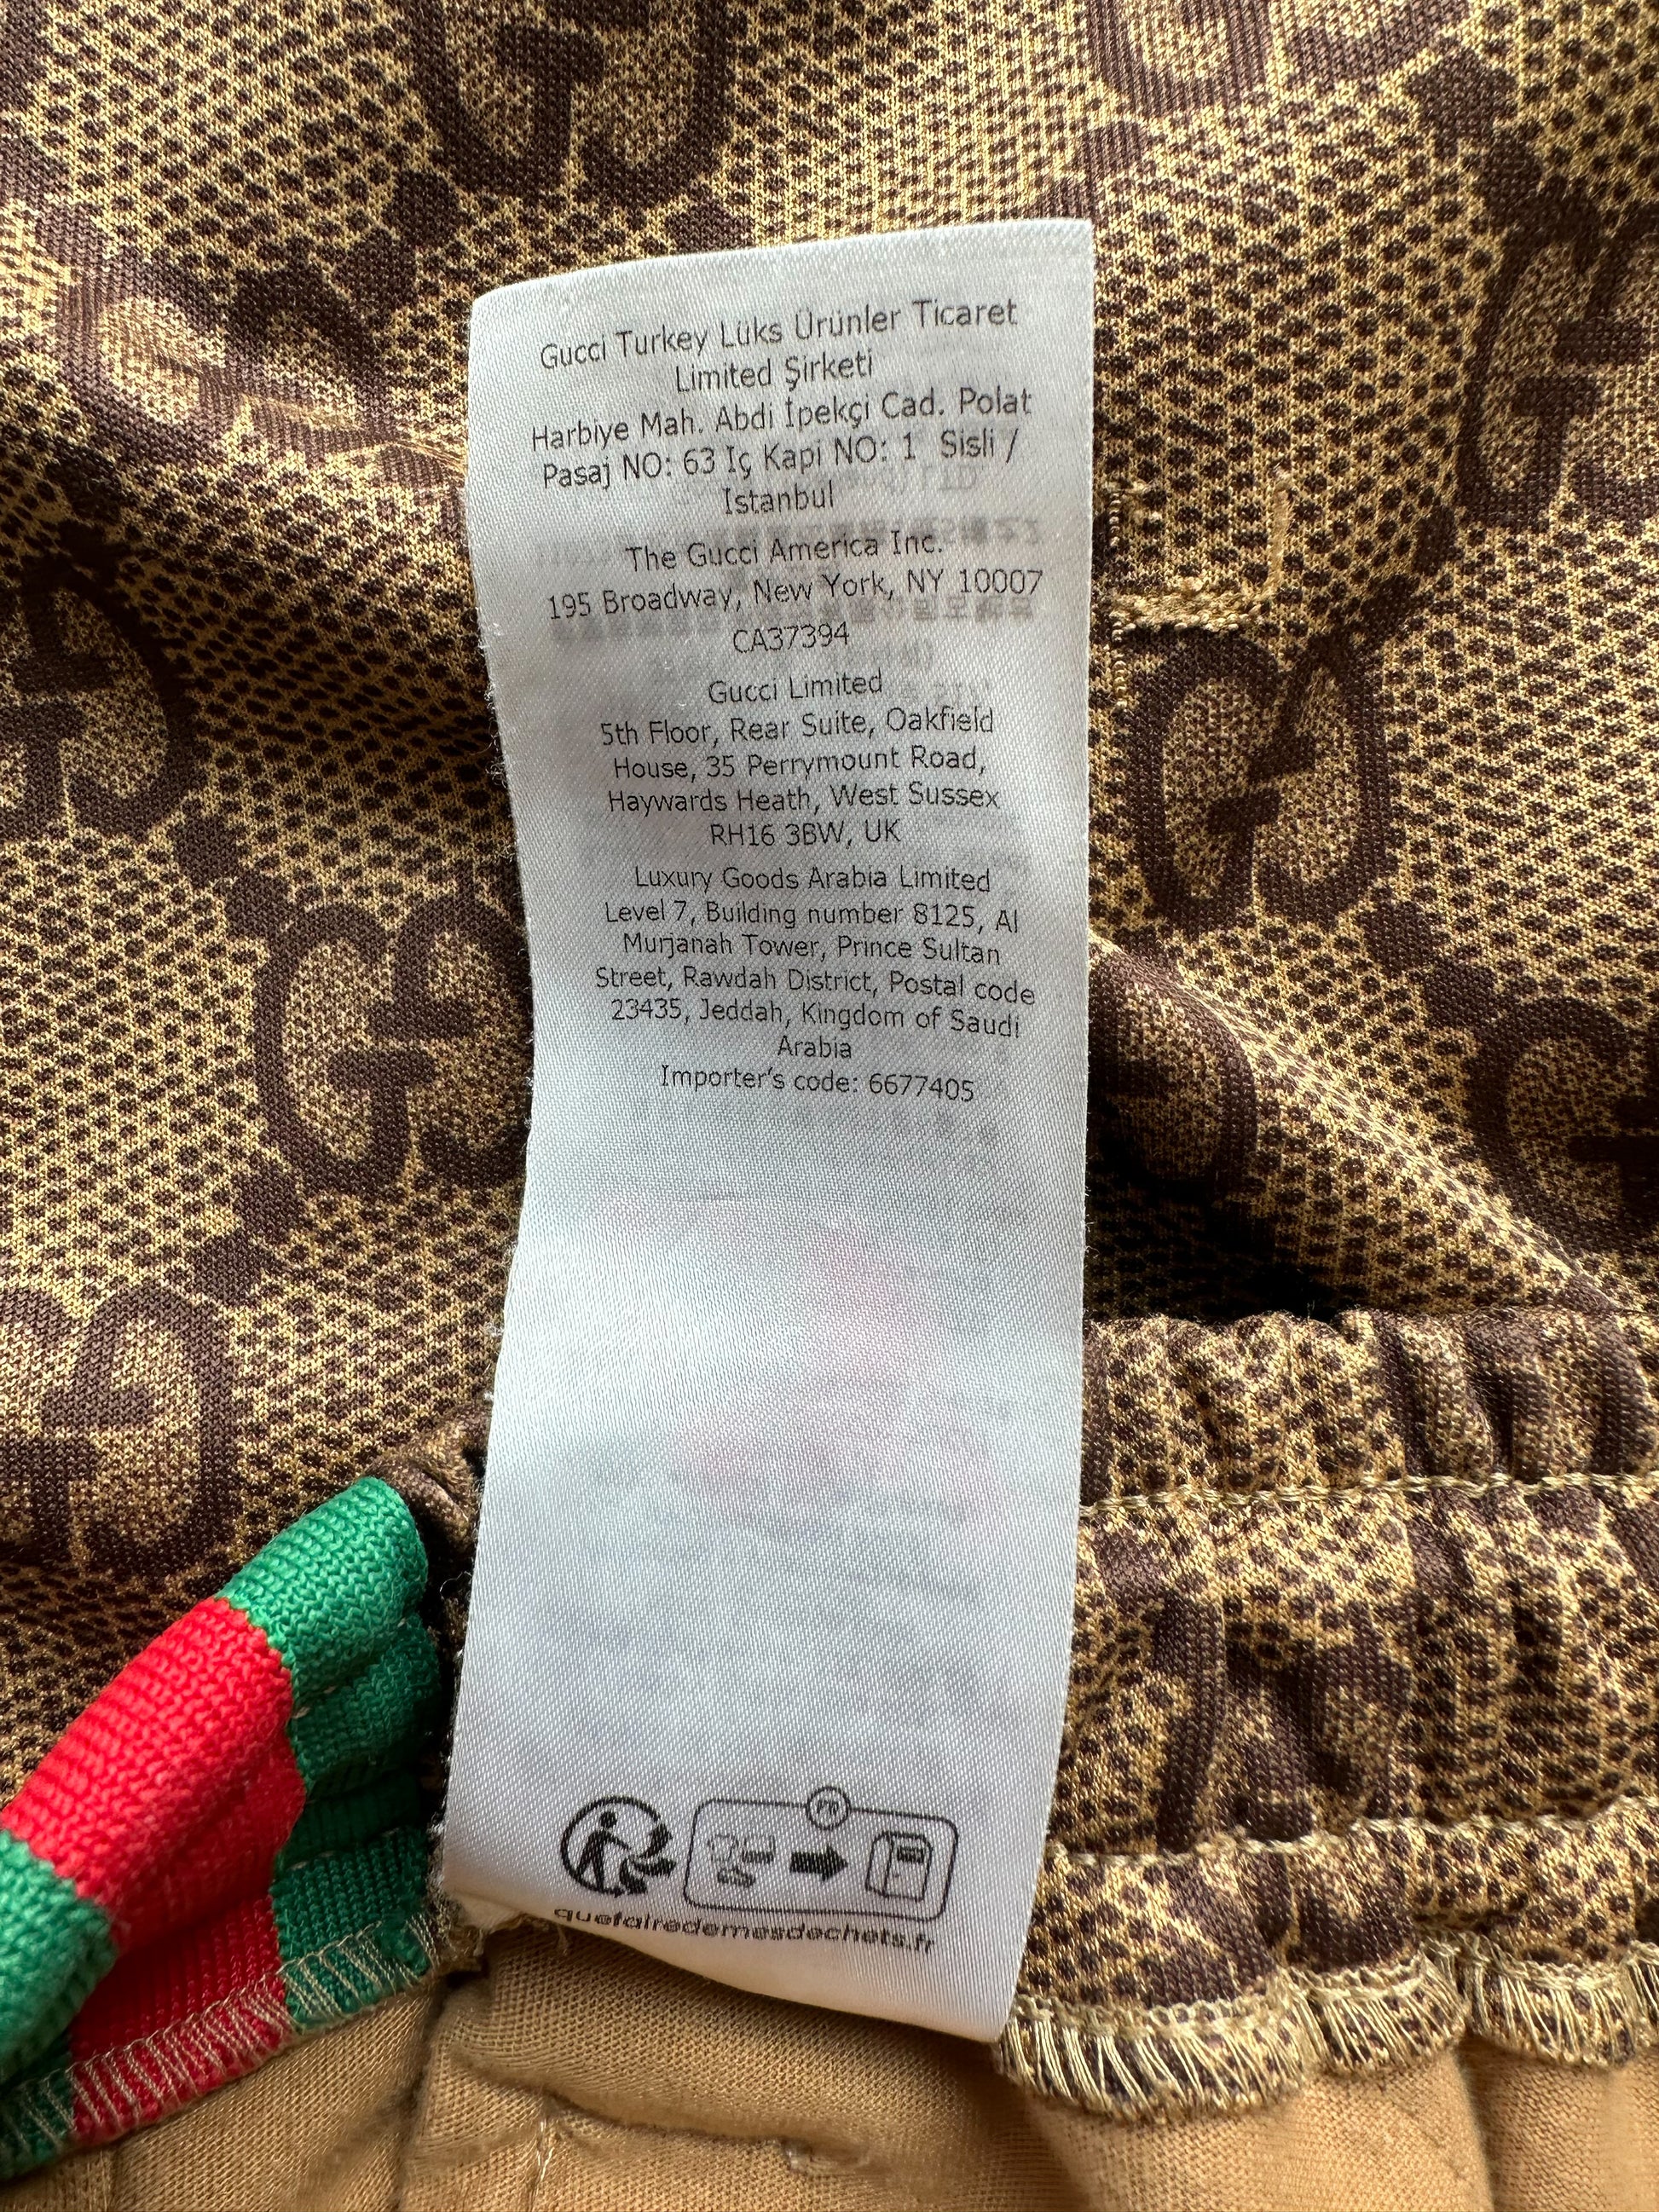 Gucci Turkey Lüks Ürünler Ticaret
Limited Şirketi
Harbiye Mah. Abdi İpekçi Cad. Polat
Pasaj NO: 63 Iç Kapi NO: 1 Sisli /
Istanbul
The Gucci America Inc.
195 Broadway, New York, NY 10007
CA37394
Gucci Limited
5th Floor, Rear Suite, Oakfield
House, 35 Perrymount Road,
Haywards Heath, West Sussex
RH16 3BW, UK
Luxury Goods Arabia Limited
Level 7, Building number 8125, Al
Murjanah Tower, Prince Sultan
Street, Rawdah District, Postal code
23435, Jeddah, Kingdom of Saudi
Arabia
Importer's code: 6677405
FR
quefairedemesdechets.fr